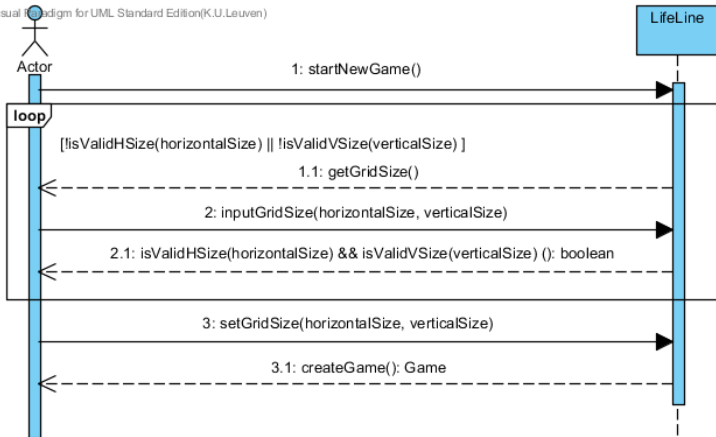 sual Paradigm for UML Standard Edition(K.U.Leuven)
LifeLine
Actor
1: startNewGame()
loop
[!isValidHSize(horizontalSize) || !isValidVSize(verticalSize) ]
1.1: getGridSize()
2: inputGridSize(horizontalSize, verticalSize)
2.1: isValidHSize(horizontalSize) && isValidVSize(verticalSize) (): boolean
3: setGridSize(horizontalSize, verticalSize)
3.1: createGame(): Game